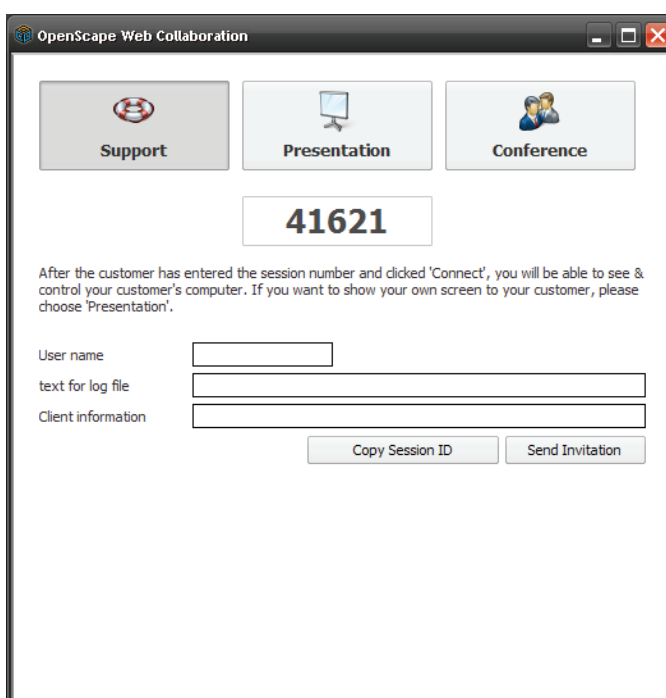 OpenScape Web Collaboration
Support
Presentation
Conference
41621
After the customer has entered the session number and clicked 'Connect', you will be able to see &
control your customer's computer. If you want to show your own screen to your customer, please
choose 'Presentation'.
User name
text for log file
Client information
Copy Session ID
Send Invitation